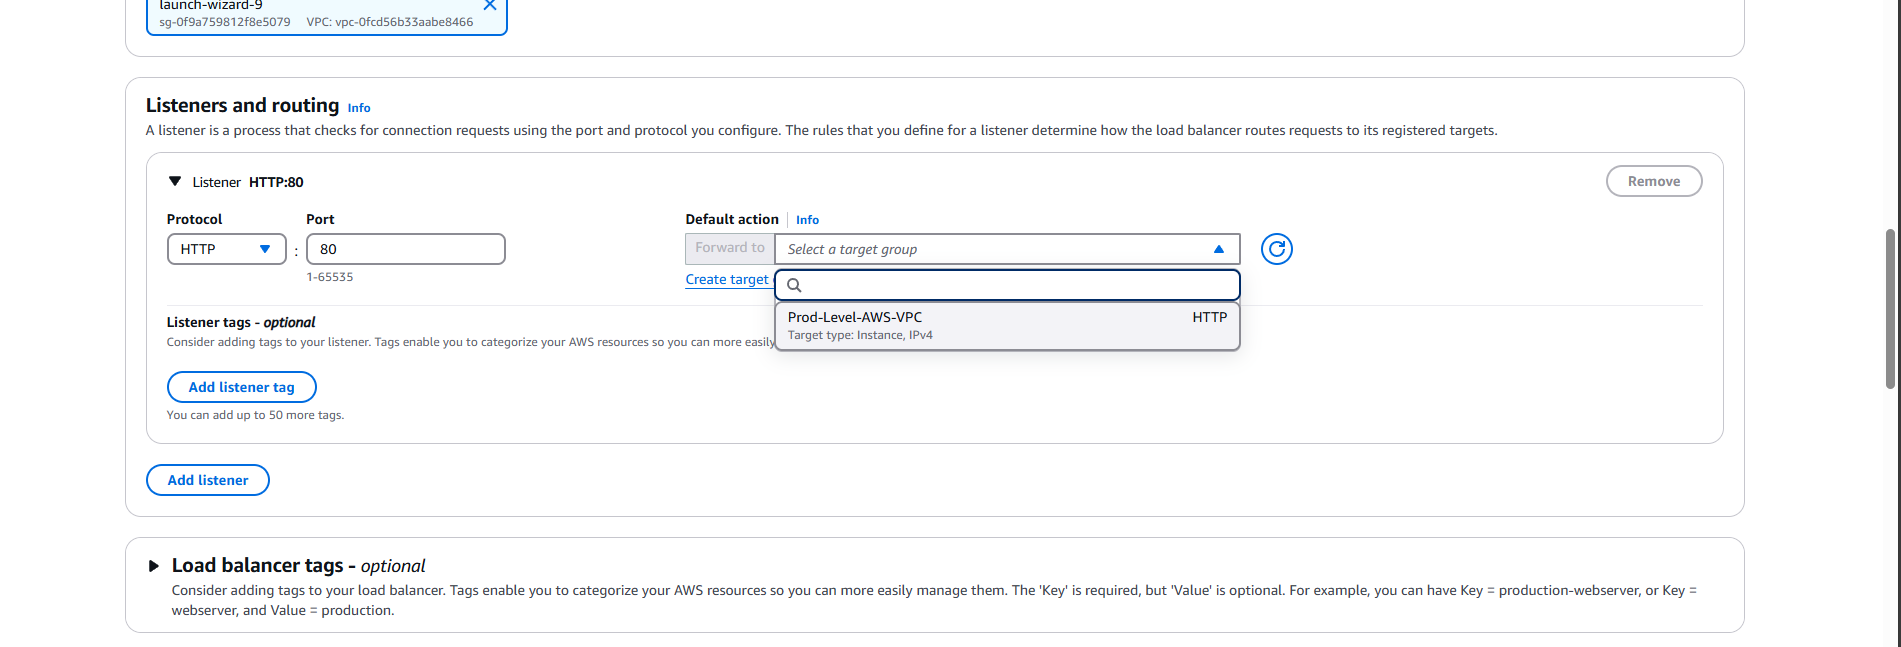 launch-wizard-9
sg-0f9a759812f8e5079 VPC: vpc-0fcd56b33aabe8466
Listeners and routing Info
A listener is a process that checks for connection requests using the port and protocol you configure. The rules that you define for a listener determine how the load balancer routes requests to its registered targets.
Listener HTTP:80
Remove
Protocol Port Default action Info
HTTP : 80 Forward to Select a target group
1-65535 Create target
Prod-Level-AWS-VPC HTTP
Target type: Instance, IPv4
Listener tags - optional
Consider adding tags to your listener. Tags enable you to categorize your AWS resources so you can more easily
Add listener tag
You can add up to 50 more tags.
Add listener
Load balancer tags - optional
Consider adding tags to your load balancer. Tags enable you to categorize your AWS resources so you can more easily manage them. The 'Key' is required, but 'Value' is optional. For example, you can have Key = production-webserver, or Key =
webserver, and Value = production.